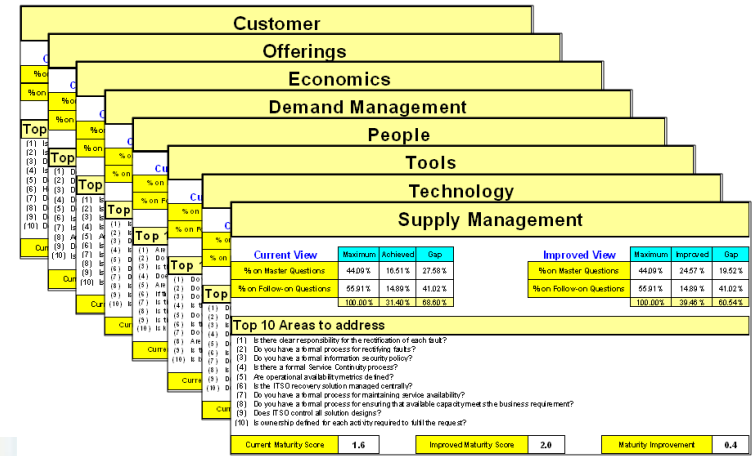 Customer
Offerings
Economics
Demand Management
People
Tools
Technology
Supply Management
Current View Maximum Achieved Gap
% on Master Questions 44.09% 16.51% 27.58%
% on Follow-on Questions 55.91% 14.89% 41.02%
100.00% 31.40% 68.60%
Improved View Maximum Improved Gap
% on Master Questions 44.09% 24.57% 19.52%
% on Follow-on Questions 55.91% 14.89% 41.02%
100.00% 39.46% 60.54%
Top 10 Areas to address
(1) Is there clear responsibility for the rectification of each fault?
(2) Do you have a formal process for rectifying faults?
(3) Do you have a formal information security policy?
(4) Is there a formal Service Continuity process?
(5) Are operational availability metrics defined?
(6) Is the ITSO recovery solution managed centrally?
(7) Do you have a formal process for maintaining service availability?
(8) Do you have a formal process for ensuring that available capacity meets the business requirement?
(9) Does ITSO control all solution designs?
(10) Is ownership defined for each activity required to fulfil the request?
Current Maturity Score 1.6 Improved Maturity Score 2.0 Maturity Improvement 0.4